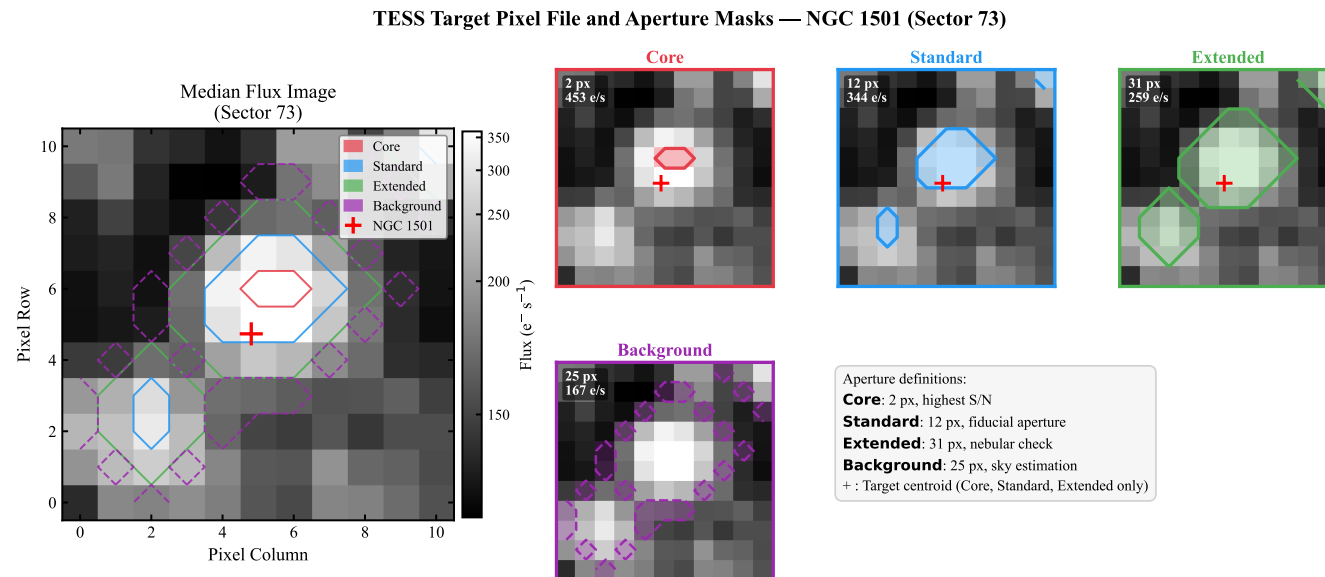 TESS Target Pixel File and Aperture Masks — NGC 1501 (Sector 73)
Median Flux Image
(Sector 73)
Core
Standard
Extended
Background
NGC 1501
10
8
6
4
2
0
Pixel Row
0 2 4 6 8 10
Pixel Column
350
300
250
200
150
Flux (e⁻ s⁻¹)
Core
2 px
453 e/s
Standard
12 px
344 e/s
Extended
31 px
259 e/s
Background
25 px
167 e/s
Aperture definitions:
Core: 2 px, highest S/N
Standard: 12 px, fiducial aperture
Extended: 31 px, nebular check
Background: 25 px, sky estimation
+ : Target centroid (Core, Standard, Extended only)